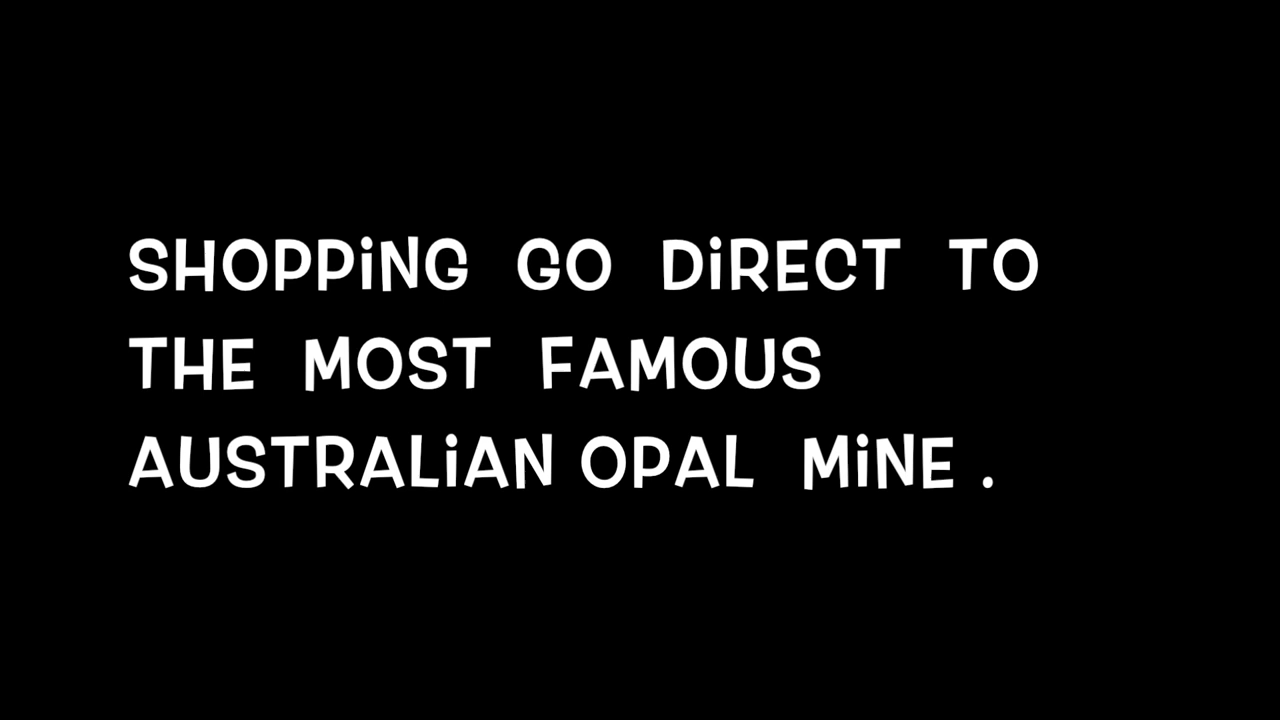 SHOPPiNG GO DiRECT TO
THE MOST FAMOUS
AUSTRALiAN OPAL MiNE .